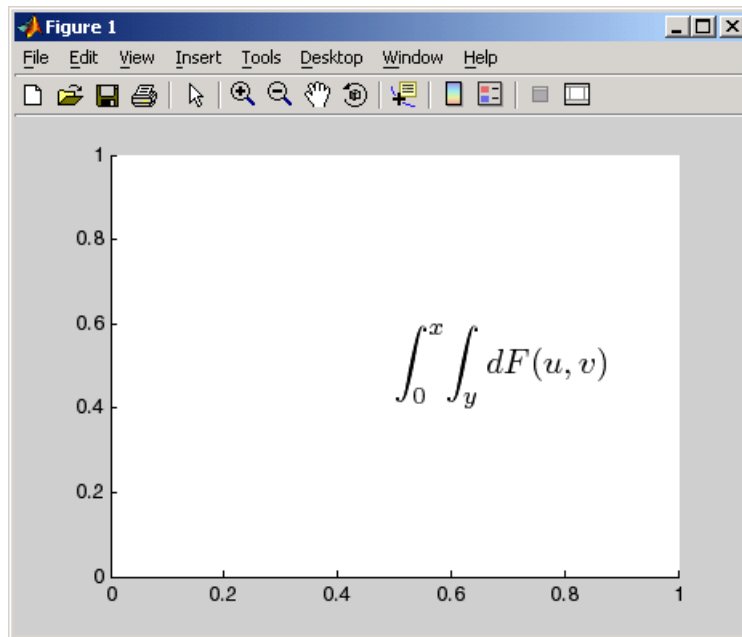 Figure 1
File Edit View Insert Tools Desktop Window Help
1
0.8
0.6
∫₀ˣ ∫_y dF(u, v)
0.4
0.2
0
0 0.2 0.4 0.6 0.8 1